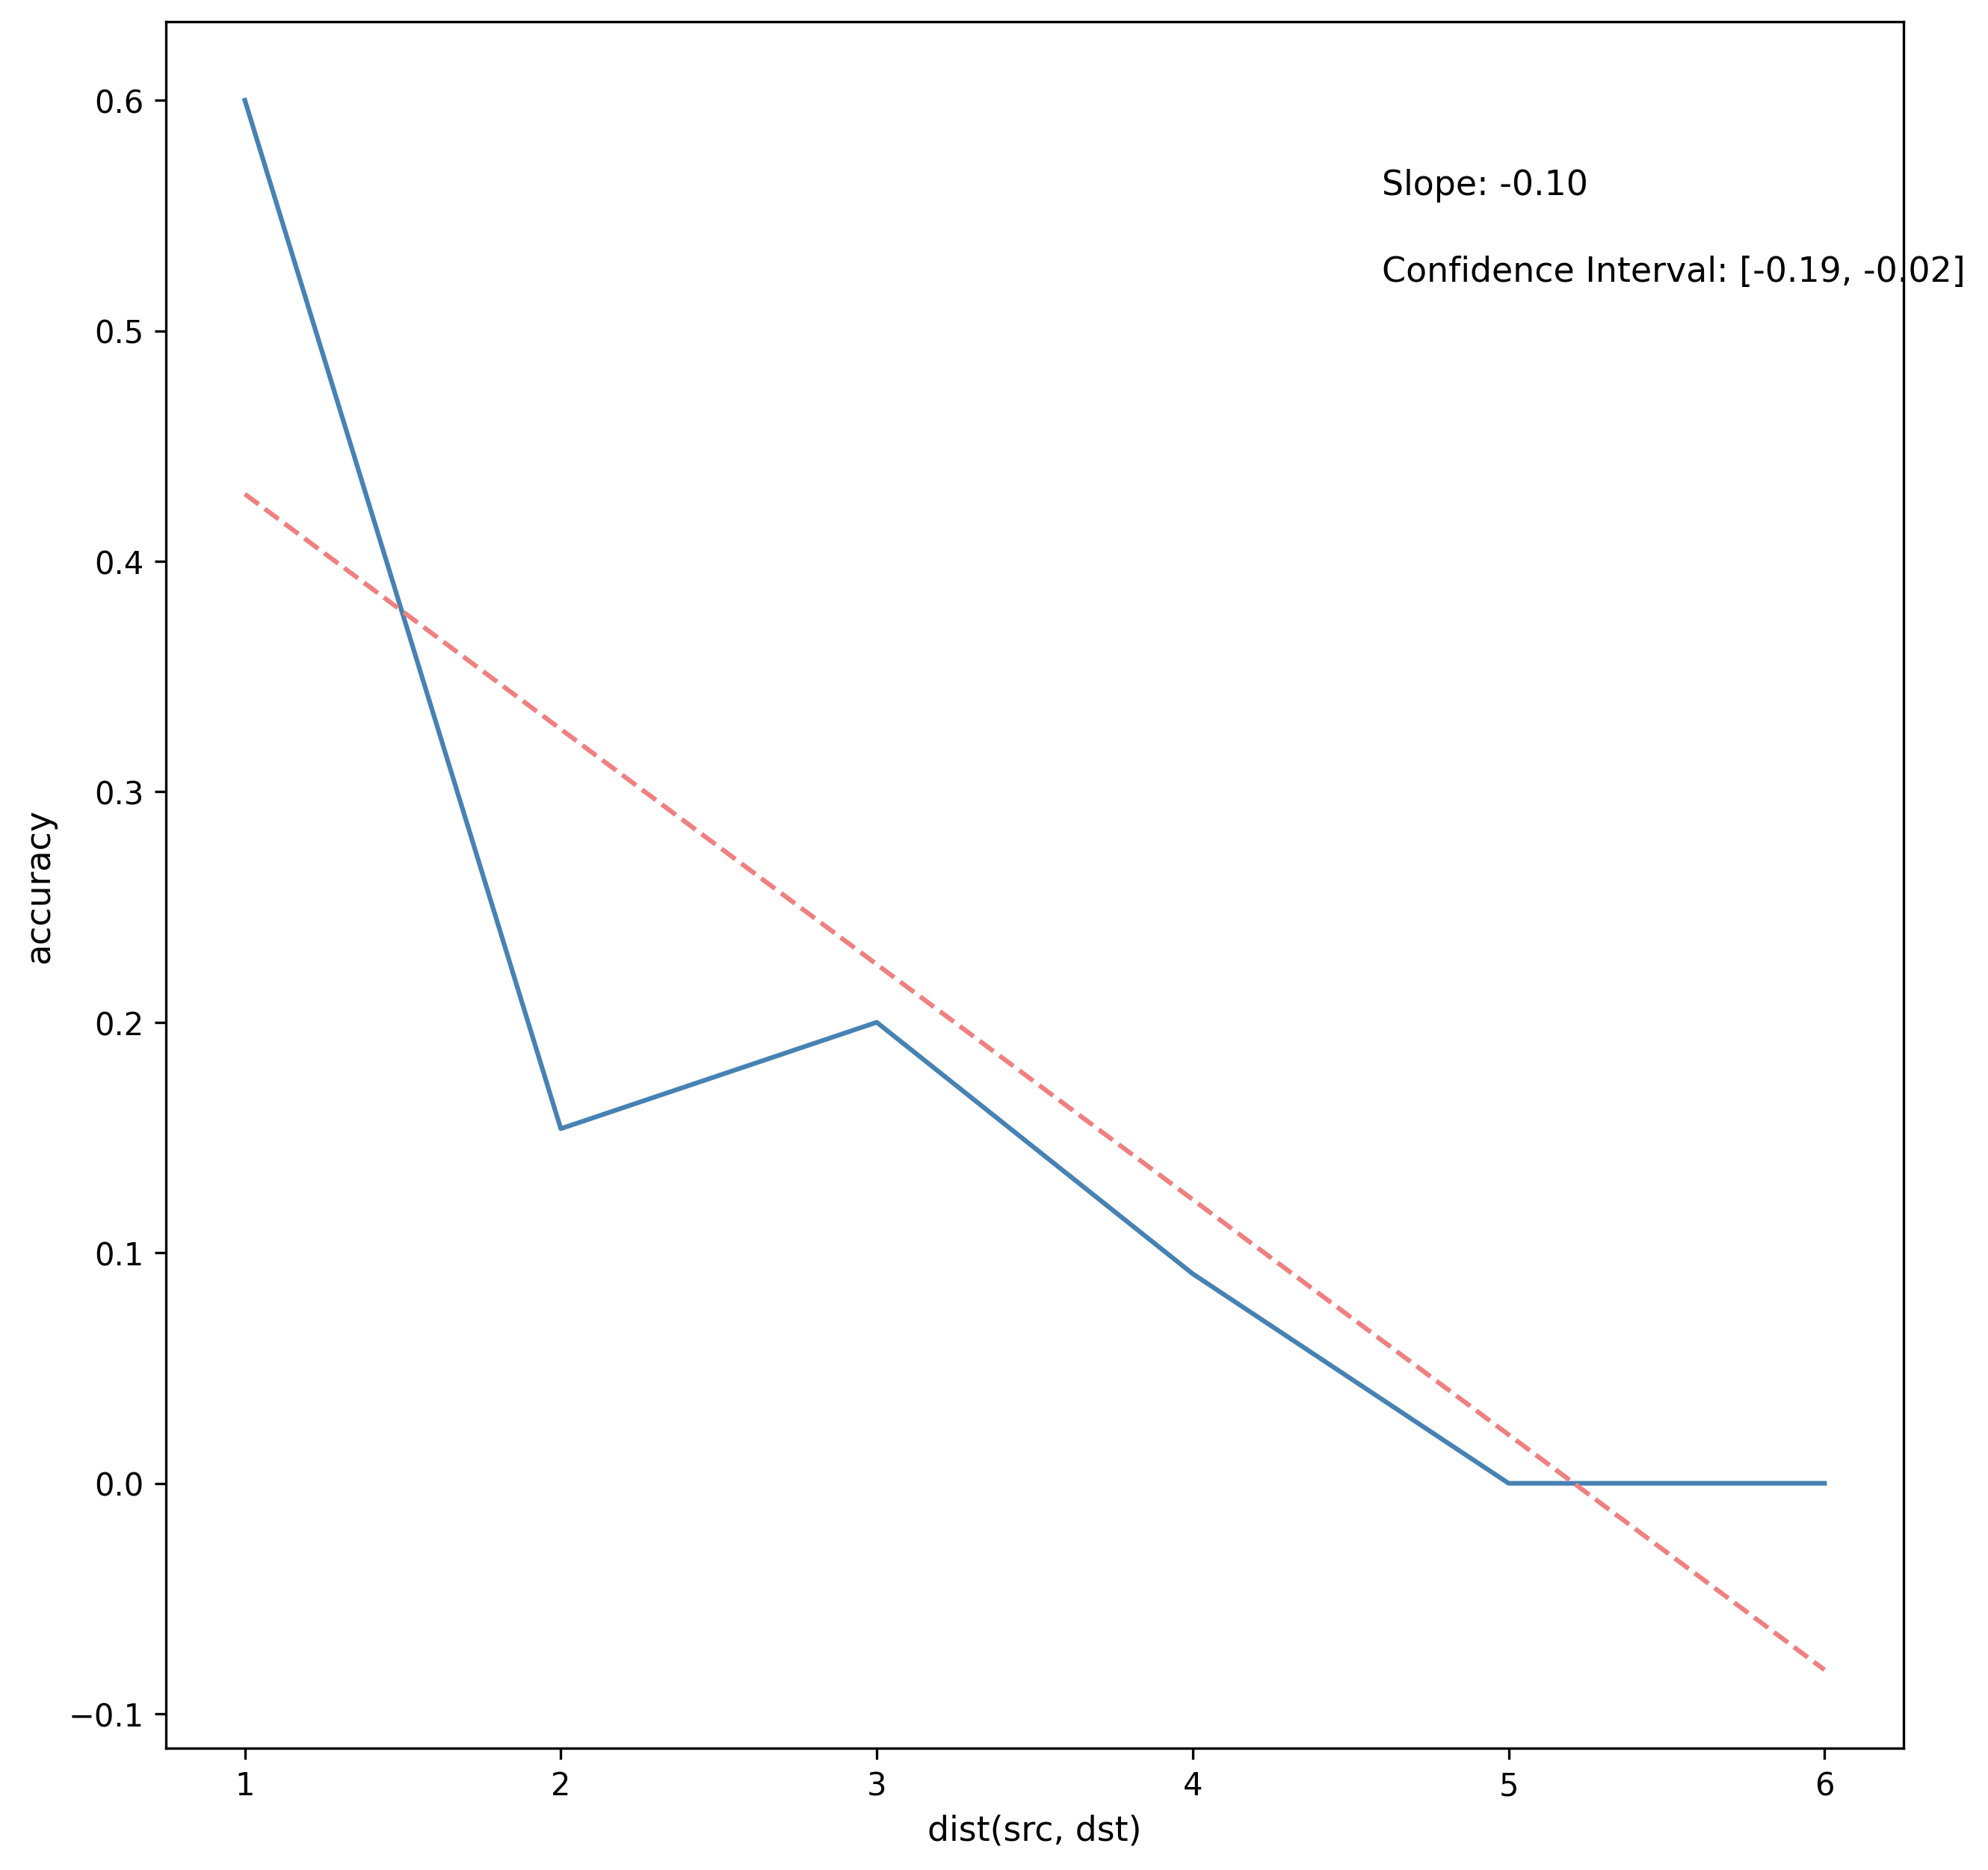 0.6
Slope: -0.10
Confidence Interval: [-0.19, -0.02]
0.5
0.4
0.3
accuracy
0.2
0.1
0.0
−0.1
1 2 3 4 5 6
dist(src, dst)